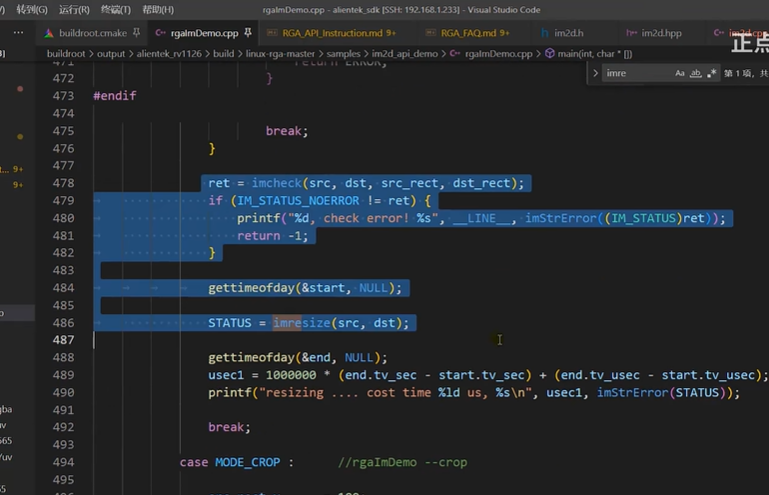 转到(G) 运行(R) 终端(T) 帮助(H) rgaImDemo.cpp - alientek_sdk [SSH: 192.168.1.233] - Visual Studio Code
buildroot.cmake rgaImDemo.cpp RGA_API_Instruction.md 9+ RGA_FAQ.md 9+ im2d.h im2d.hpp
正点
buildroot > output > alientek_rv1126 > build > linux-rga-master > samples > im2d_api_demo > rgaImDemo.cpp > main(int, char * [])
imre Aa ab 第 1 项，共
472 }
473 #endif
474
475 break;
476 }
477
478 ret = imcheck(src, dst, src_rect, dst_rect);
479 if (IM_STATUS_NOERROR != ret) {
480 printf("%d, check error! %s", __LINE__, imStrError((IM_STATUS)ret));
481 return -1;
482 }
483
484 gettimeofday(&start, NULL);
485
486 STATUS = imresize(src, dst);
487
488 gettimeofday(&end, NULL);
489 usec1 = 1000000 * (end.tv_sec - start.tv_sec) + (end.tv_usec - start.tv_usec);
490 printf("resizing .... cost time %ld us, %s\n", usec1, imStrError(STATUS));
491
492 break;
493
494 case MODE_CROP : //rgaImDemo --crop
495
9+
9+